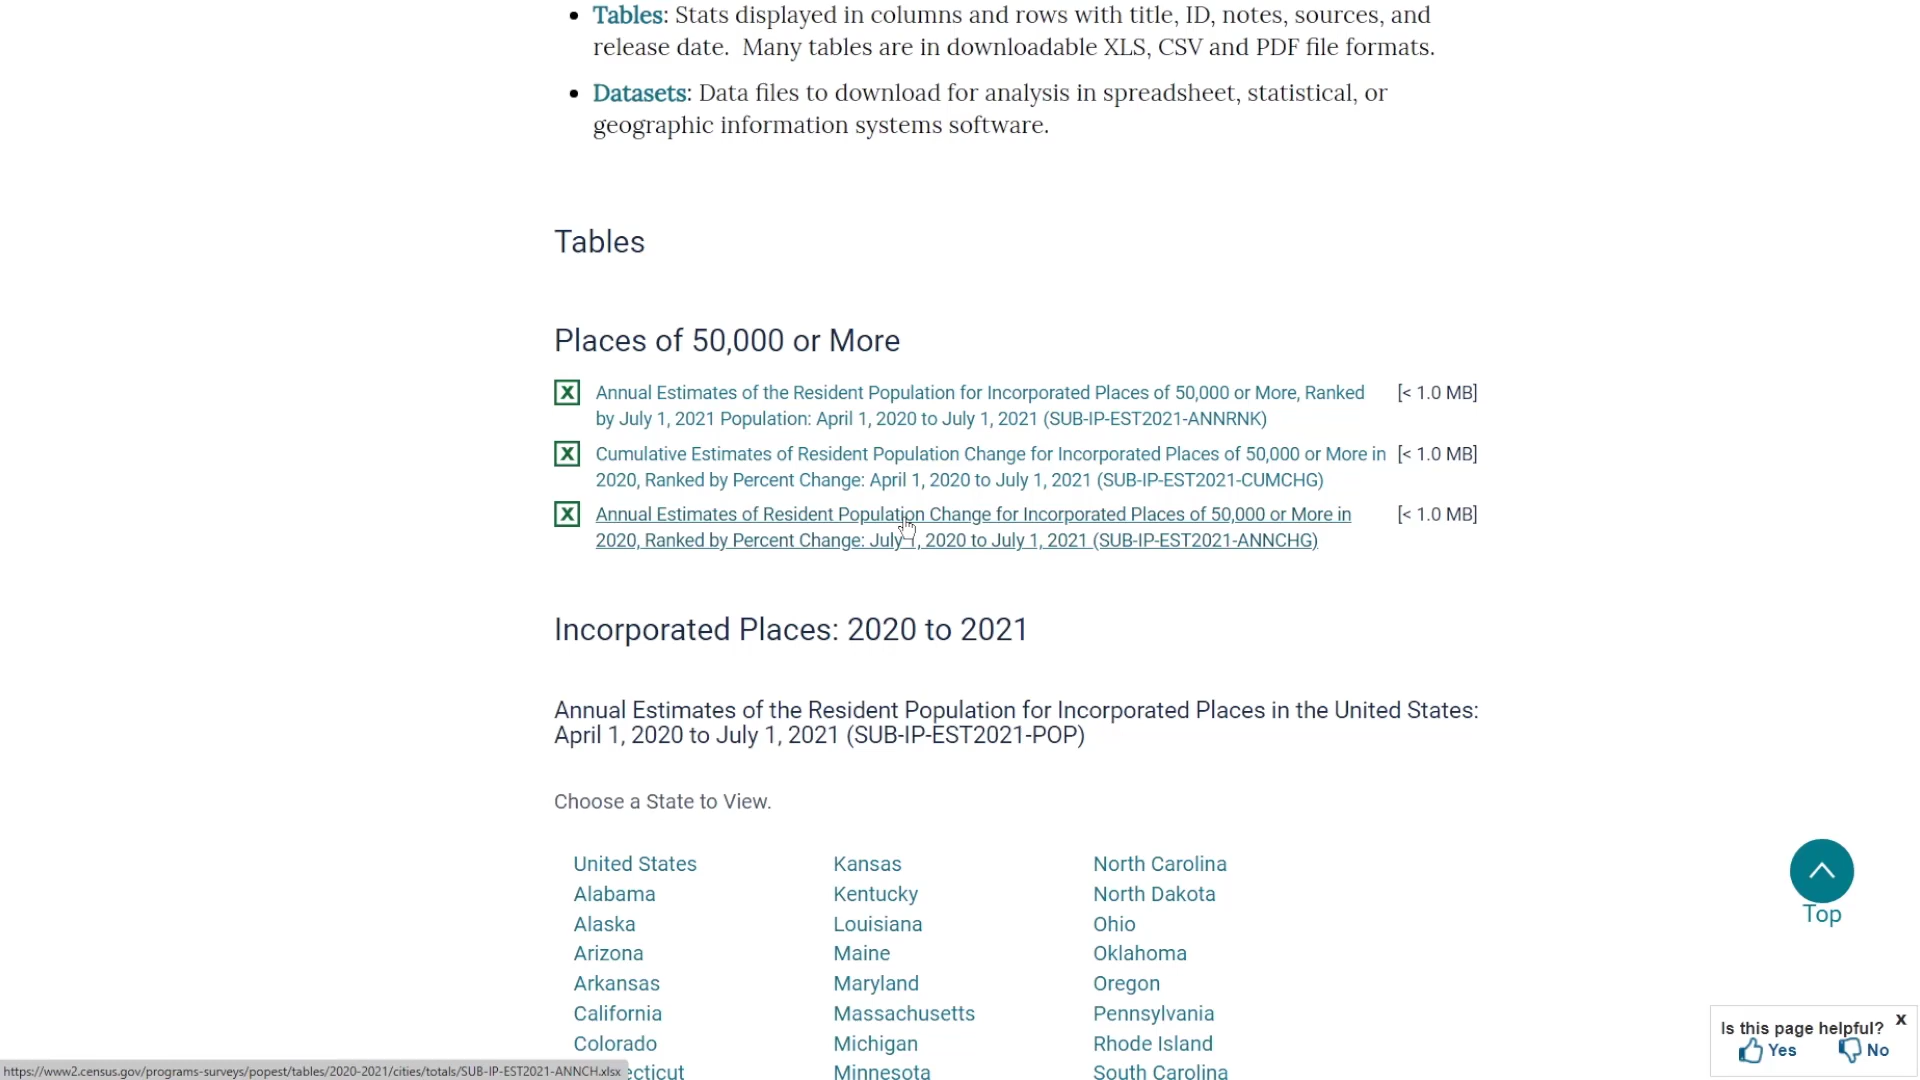 Tables: Stats displayed in columns and rows with title, ID, notes, sources, and
release date. Many tables are in downloadable XLS, CSV and PDF file formats.
Datasets: Data files to download for analysis in spreadsheet, statistical, or
geographic information systems software.
Tables
Places of 50,000 or More
Annual Estimates of the Resident Population for Incorporated Places of 50,000 or More, Ranked [< 1.0 MB]
by July 1, 2021 Population: April 1, 2020 to July 1, 2021 (SUB-IP-EST2021-ANNRNK)
Cumulative Estimates of Resident Population Change for Incorporated Places of 50,000 or More in [< 1.0 MB]
2020, Ranked by Percent Change: April 1, 2020 to July 1, 2021 (SUB-IP-EST2021-CUMCHG)
Annual Estimates of Resident Population Change for Incorporated Places of 50,000 or More in [< 1.0 MB]
2020, Ranked by Percent Change: July 1, 2020 to July 1, 2021 (SUB-IP-EST2021-ANNCHG)
Incorporated Places: 2020 to 2021
Annual Estimates of the Resident Population for Incorporated Places in the United States:
April 1, 2020 to July 1, 2021 (SUB-IP-EST2021-POP)
Choose a State to View.
United States
Alabama
Alaska
Arizona
Arkansas
California
Colorado
ecticut
Kansas
Kentucky
Louisiana
Maine
Maryland
Massachusetts
Michigan
Minnesota
North Carolina
North Dakota
Ohio
Oklahoma
Oregon
Pennsylvania
Rhode Island
South Carolina
Top
Is this page helpful? x
Yes No
https://www2.census.gov/programs-surveys/popest/tables/2020-2021/cities/totals/SUB-IP-EST2021-ANNCH.xlsx